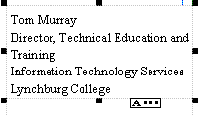 Tom Murray
Director, Technical Education and
Training
Information Technology Services
Lynchburg College
A